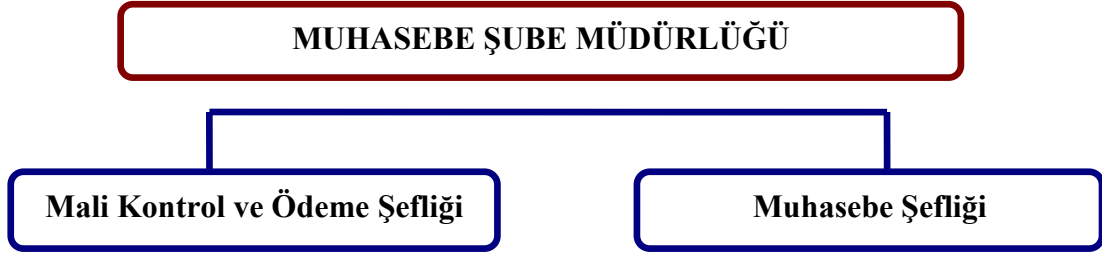 MUHASEBE ŞUBE MÜDÜRLÜĞÜ
Mali Kontrol ve Ödeme Şefliği
Muhasebe Şefliği